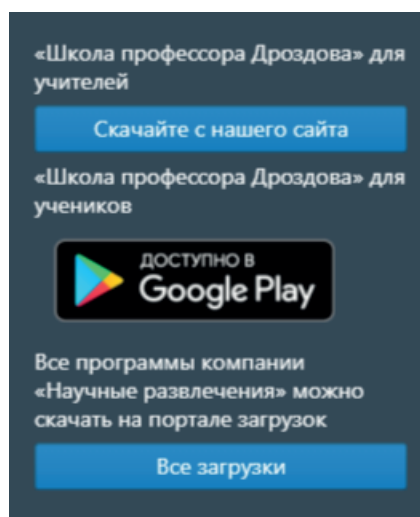 «Школа профессора Дроздова» для
учителей
Скачайте с нашего сайта
«Школа профессора Дроздова» для
учеников
ДОСТУПНО В
Google Play
Все программы компании
«Научные развлечения» можно
скачать на портале загрузок
Все загрузки